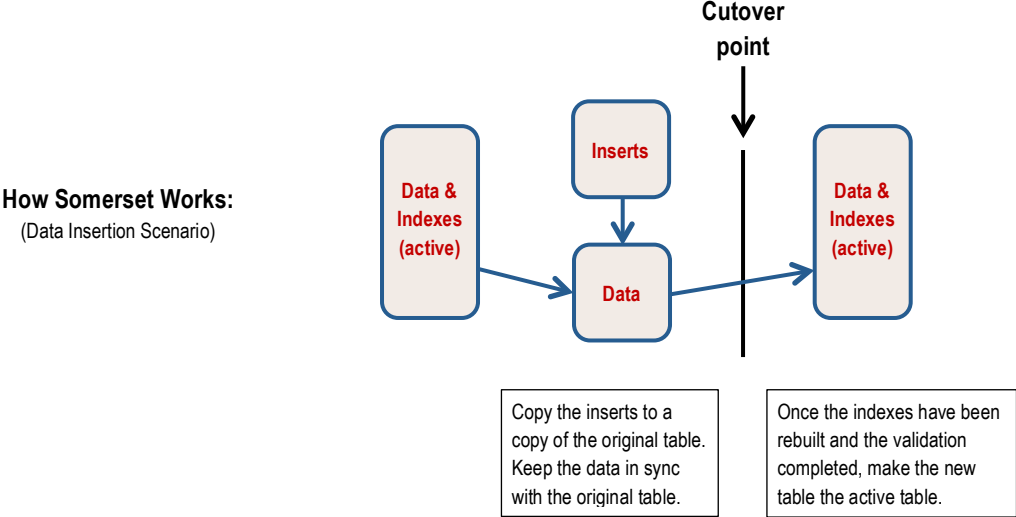 Cutover
point
How Somerset Works:
(Data Insertion Scenario)
Data &
Indexes
(active)
Inserts
Data
Data &
Indexes
(active)
Copy the inserts to a
copy of the original table.
Keep the data in sync
with the original table.
Once the indexes have been
rebuilt and the validation
completed, make the new
table the active table.